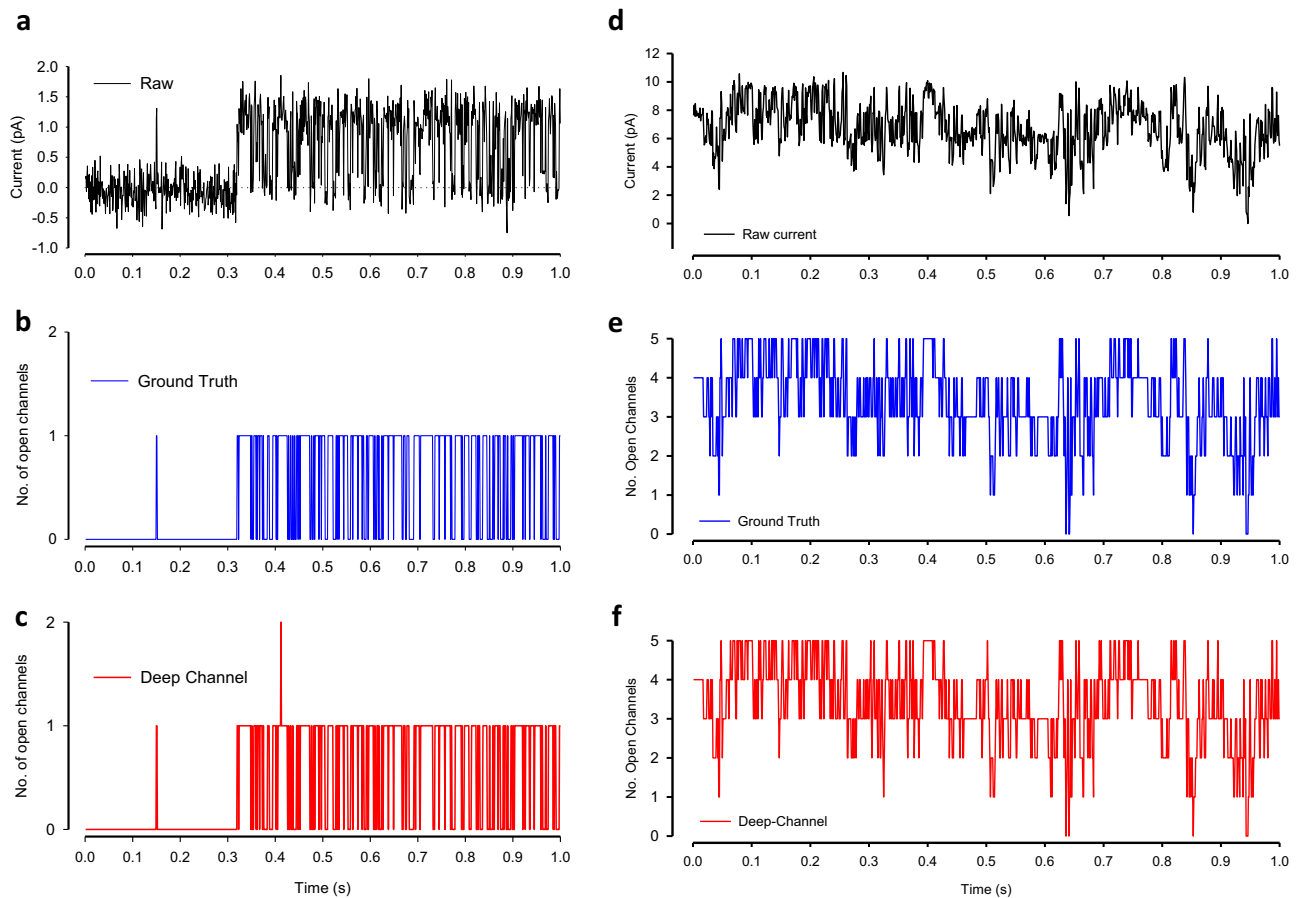 a
2.0
1.5
1.0
0.5
0.0
-0.5
-1.0
Current (pA)
Raw
0.0 0.1 0.2 0.3 0.4 0.5 0.6 0.7 0.8 0.9 1.0
b
2
1
0
No. of open channels
Ground Truth
0.0 0.1 0.2 0.3 0.4 0.5 0.6 0.7 0.8 0.9 1.0
c
2
1
0
No. of open channels
Deep Channel
0.0 0.1 0.2 0.3 0.4 0.5 0.6 0.7 0.8 0.9 1.0
Time (s)
d
12
10
8
6
4
2
0
Current (pA)
Raw current
0.0 0.1 0.2 0.3 0.4 0.5 0.6 0.7 0.8 0.9 1.0
e
5
4
3
2
1
0
No. Open Channels
Ground Truth
0.0 0.1 0.2 0.3 0.4 0.5 0.6 0.7 0.8 0.9 1.0
f
5
4
3
2
1
0
No. Open Channels
Deep-Channel
0.0 0.1 0.2 0.3 0.4 0.5 0.6 0.7 0.8 0.9 1.0
Time (s)